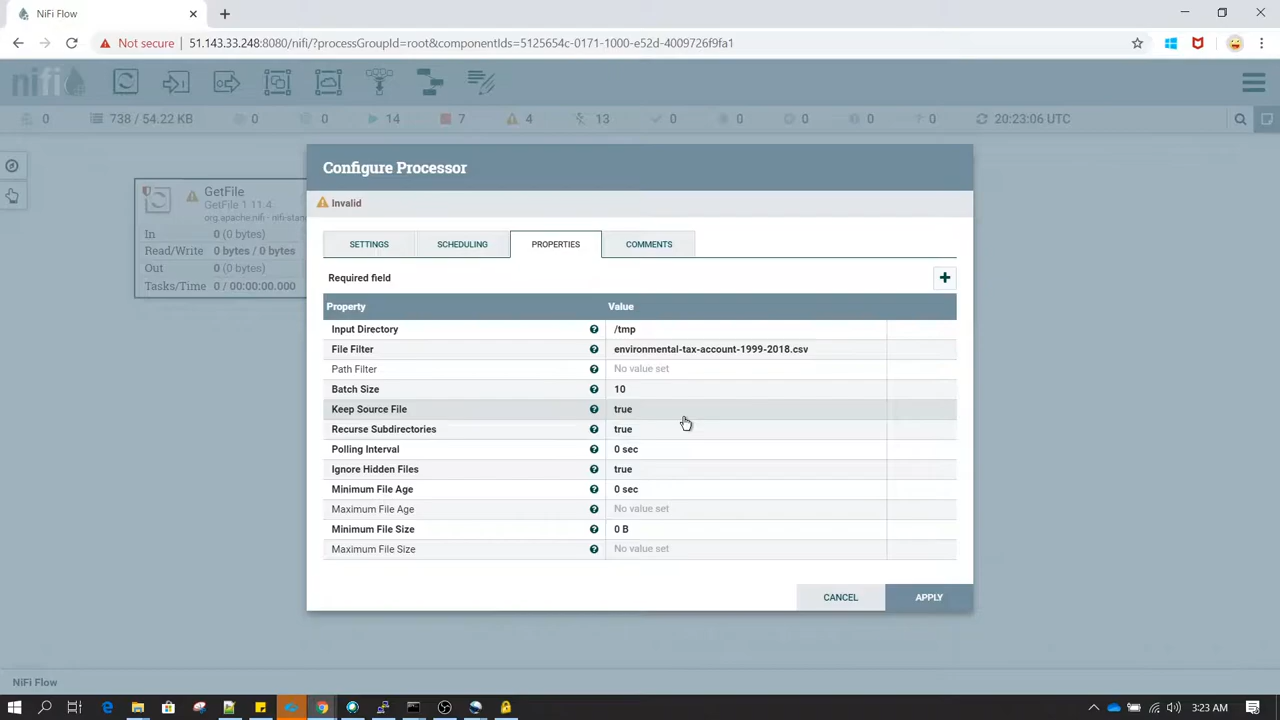 NiFi Flow
Not secure 51.143.33.248:8080/nifi/?processGroupId=root&componentIds=5125654c-0171-1000-e52d-4009726f9fa1
nifi
0 738 / 54.22 KB 0 0 14 7 4 13 0 0 0 0 0 20:23:06 UTC
Configure Processor
Invalid
SETTINGS SCHEDULING PROPERTIES COMMENTS
Required field
Property Value
Input Directory /tmp
File Filter environmental-tax-account-1999-2018.csv
Path Filter No value set
Batch Size 10
Keep Source File true
Recurse Subdirectories true
Polling Interval 0 sec
Ignore Hidden Files true
Minimum File Age 0 sec
Maximum File Age No value set
Minimum File Size 0 B
Maximum File Size No value set
CANCEL APPLY
GetFile
GetFile 1.11.4
org.apache.nifi - nifi-stan
In 0 (0 bytes)
Read/Write 0 bytes / 0 bytes
Out 0 (0 bytes)
Tasks/Time 0 / 00:00:00.000
NiFi Flow
3:23 AM